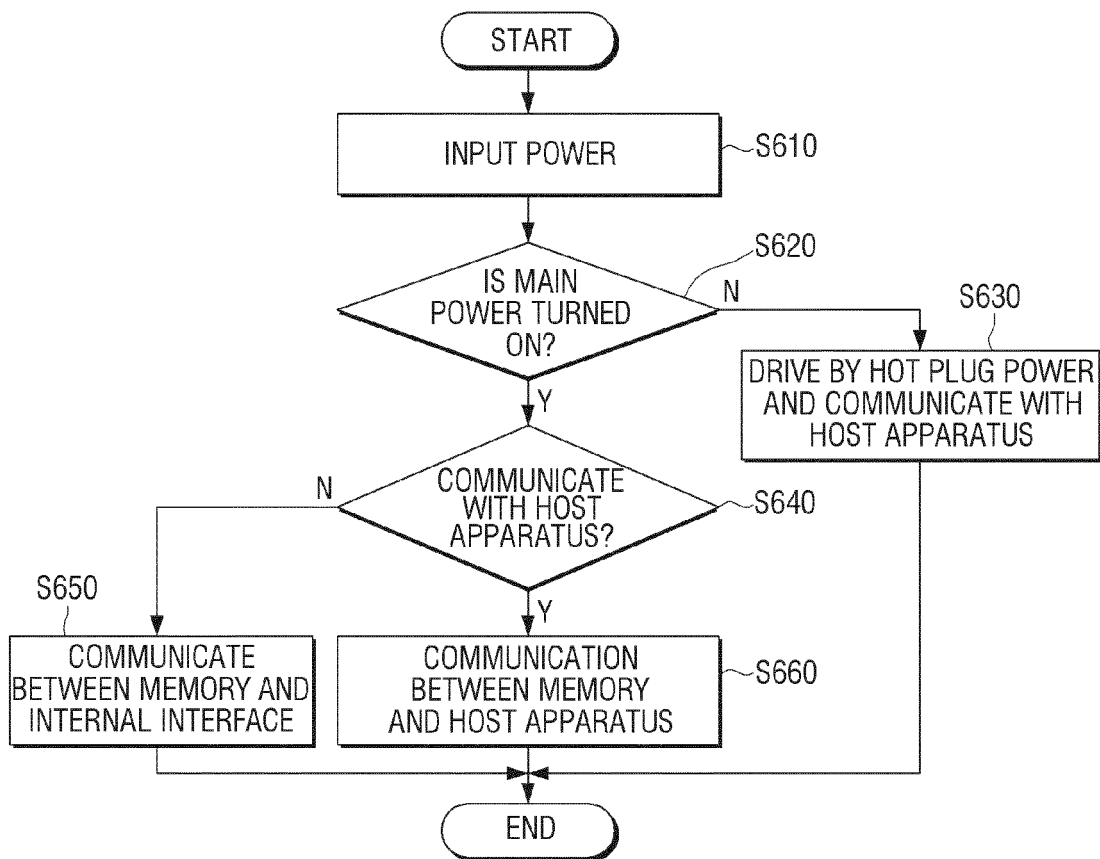 START
INPUT POWER
S610
S620
IS MAIN
POWER TURNED
ON?
N
S630
DRIVE BY HOT PLUG POWER
AND COMMUNICATE WITH
HOST APPARATUS
Y
N
COMMUNICATE
WITH HOST
APPARATUS?
S640
S650
Y
COMMUNICATE
BETWEEN MEMORY AND
INTERNAL INTERFACE
COMMUNICATION
BETWEEN MEMORY
AND HOST APPARATUS
S660
END